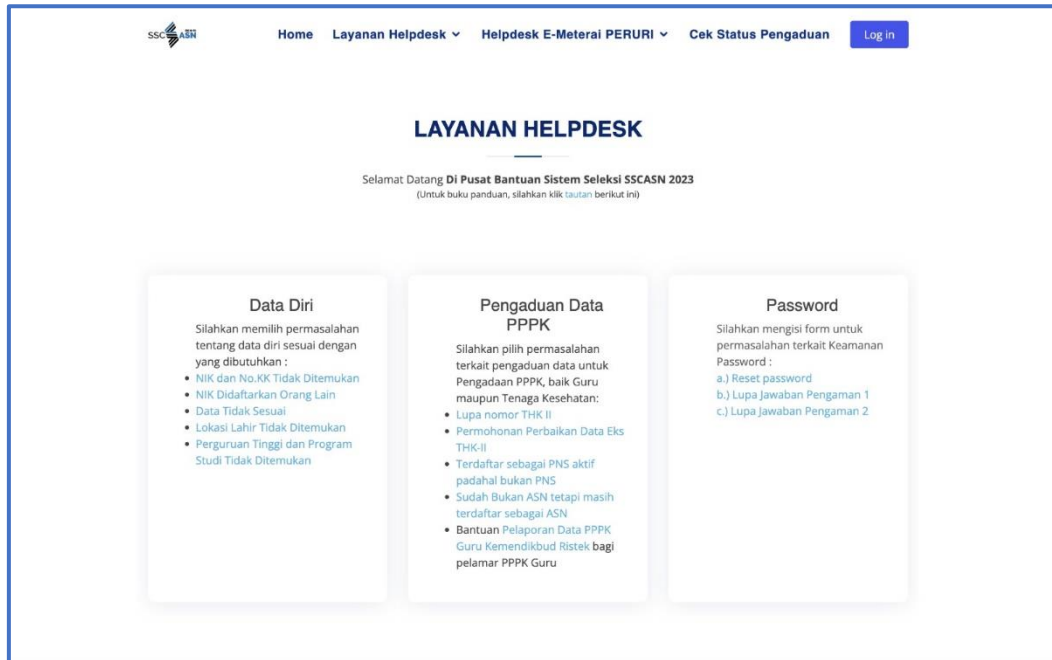 SSC ASN
Home Layanan Helpdesk Helpdesk E-Meterai PERURI Cek Status Pengaduan Log in
LAYANAN HELPDESK
Selamat Datang Di Pusat Bantuan Sistem Seleksi SSCASN 2023
(Untuk buku panduan, silahkan klik tautan berikut ini)
Data Diri
Silahkan memilih permasalahan
tentang data diri sesuai dengan
yang dibutuhkan :
• NIK dan No.KK Tidak Ditemukan
• NIK Didaftarkan Orang Lain
• Data Tidak Sesuai
• Lokasi Lahir Tidak Ditemukan
• Perguruan Tinggi dan Program
Studi Tidak Ditemukan
Pengaduan Data
PPPK
Silahkan pilih permasalahan
terkait pengaduan data untuk
Pengadaan PPPK, baik Guru
maupun Tenaga Kesehatan:
• Lupa nomor THK II
• Permohonan Perbaikan Data Eks
THK-II
• Terdaftar sebagai PNS aktif
padahal bukan PNS
• Sudah Bukan ASN tetapi masih
terdaftar sebagai ASN
• Bantuan Pelaporan Data PPPK
Guru Kemendikbud Ristek bagi
pelamar PPPK Guru
Password
Silahkan mengisi form untuk
permasalahan terkait Keamanan
Password :
a.) Reset password
b.) Lupa Jawaban Pengaman 1
c.) Lupa Jawaban Pengaman 2